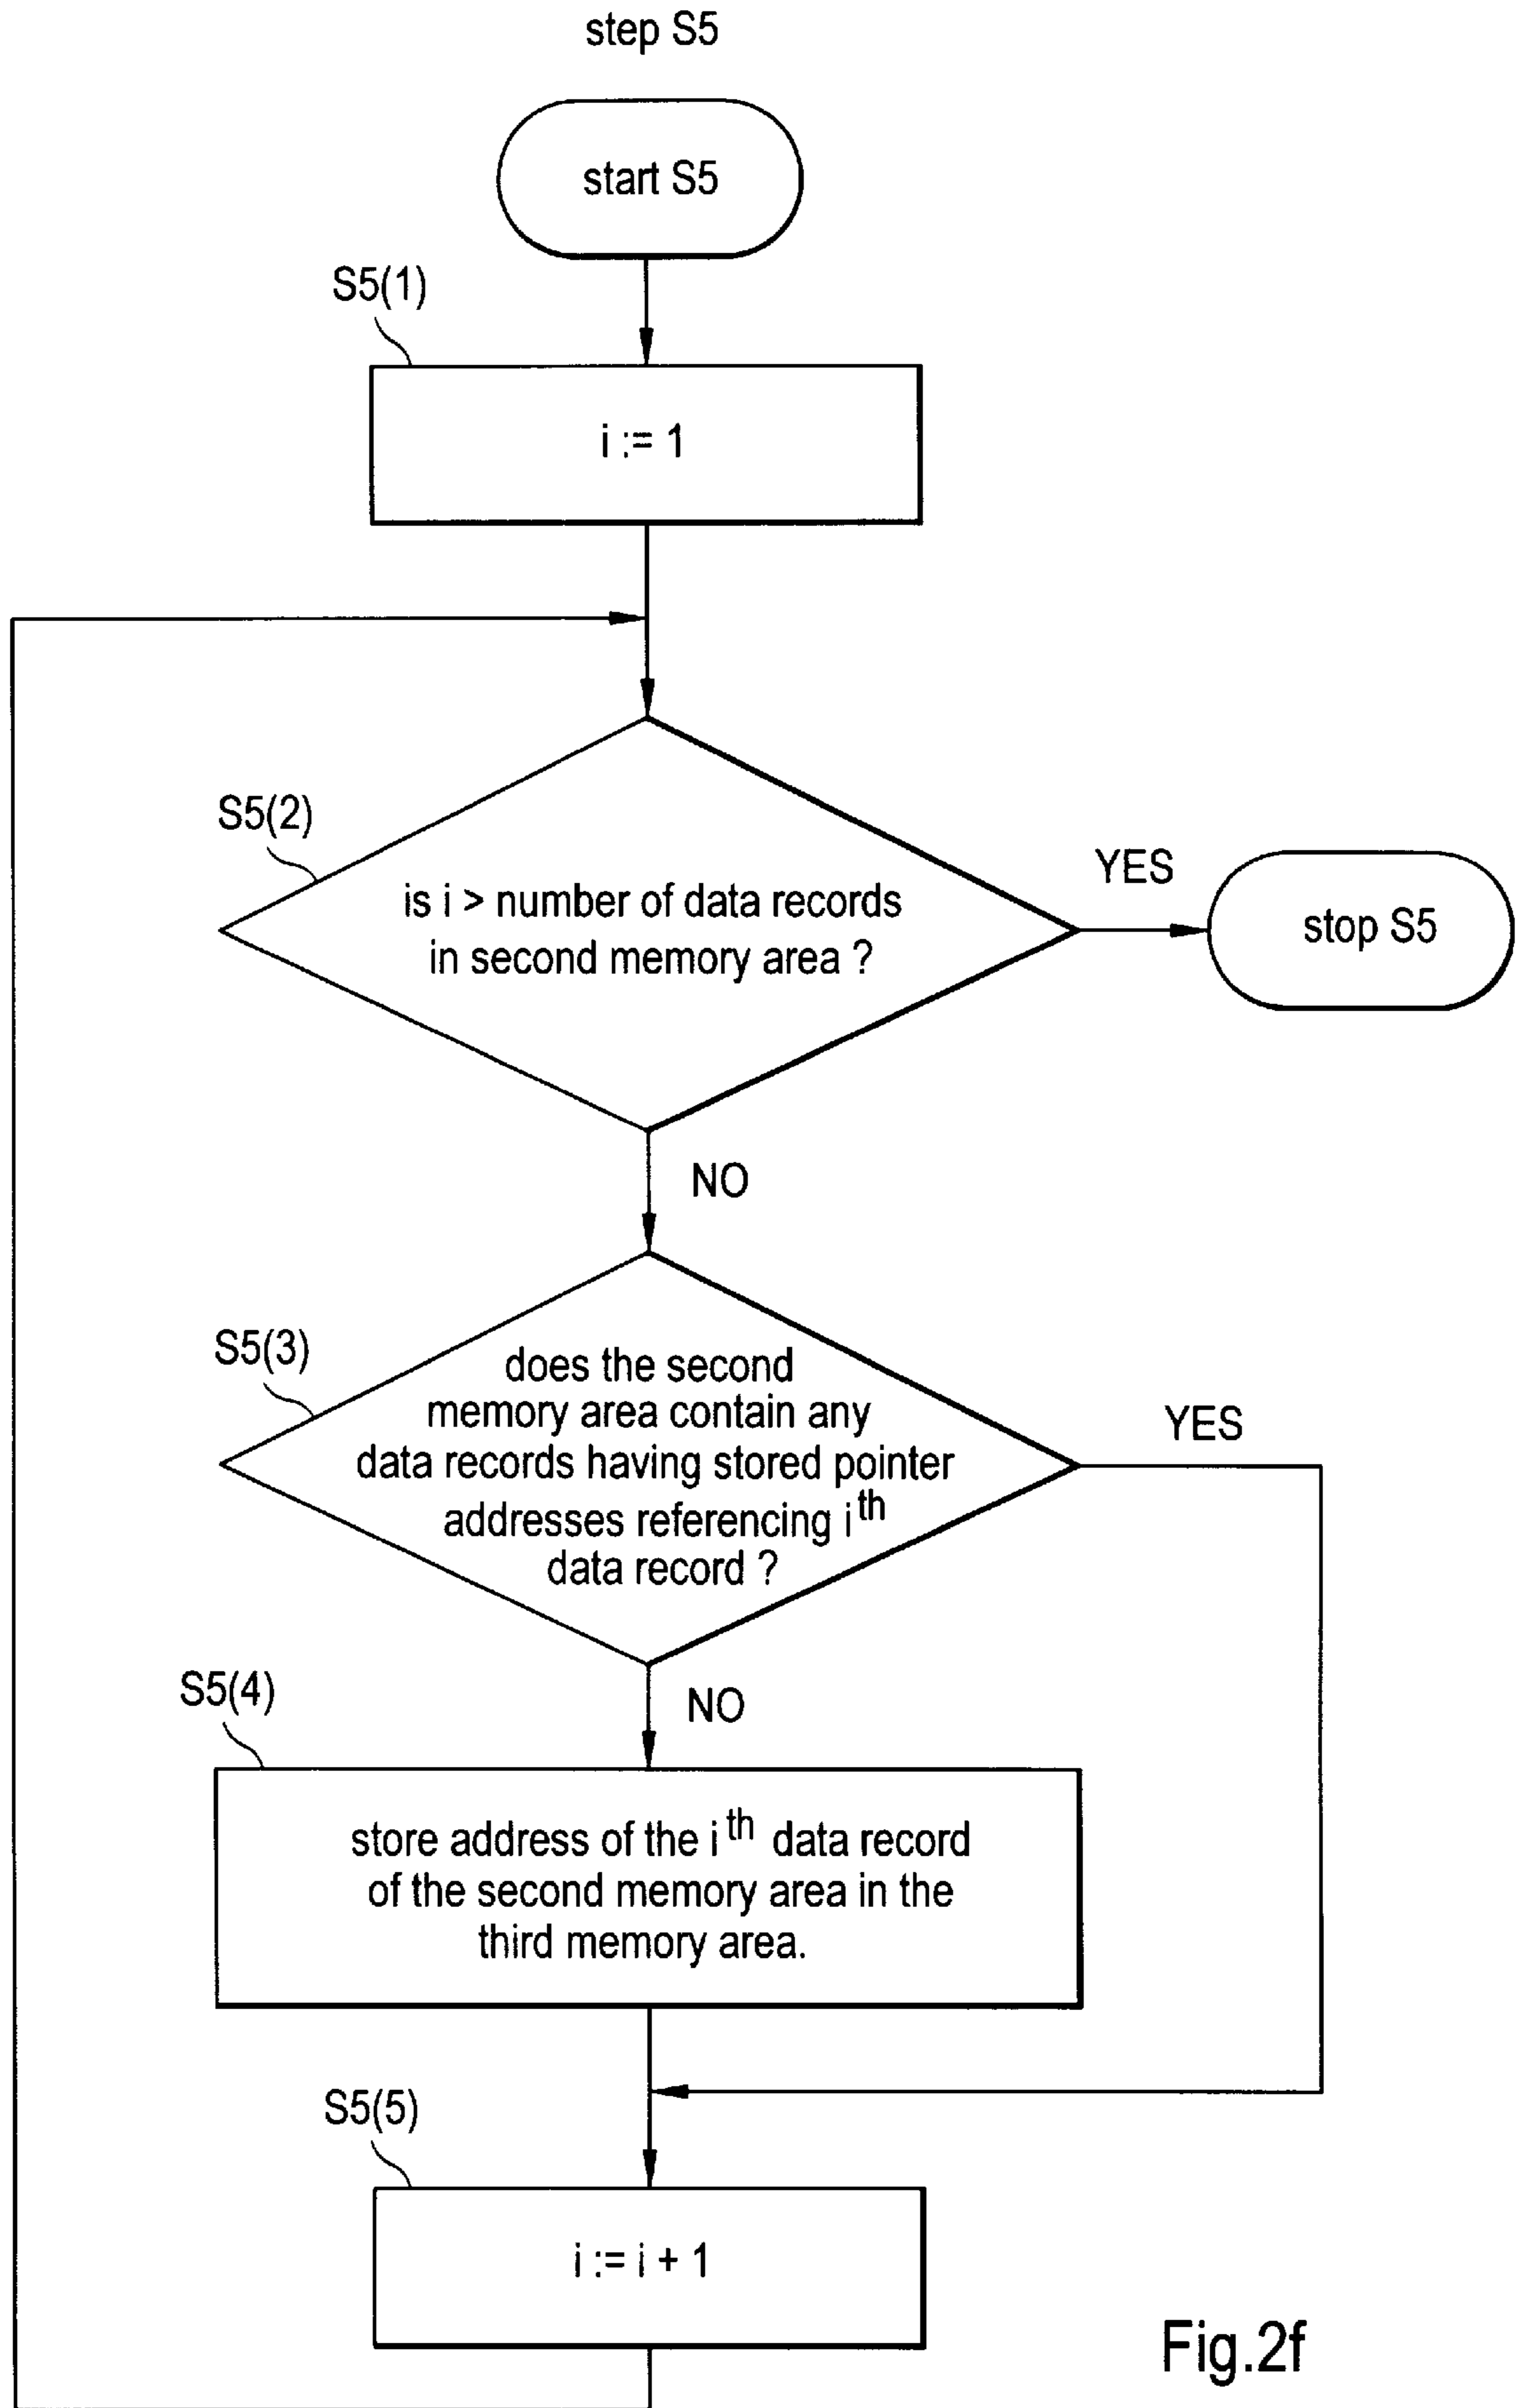 step S5
start S5
S5(1)
i := 1
S5(2)
is i > number of data records
in second memory area ?
YES
stop S5
NO
S5(3)
does the second
memory area contain any
data records having stored pointer
addresses referencing i th
data record ?
YES
NO
S5(4)
store address of the i th data record
of the second memory area in the
third memory area.
S5(5)
i := i + 1
Fig.2f